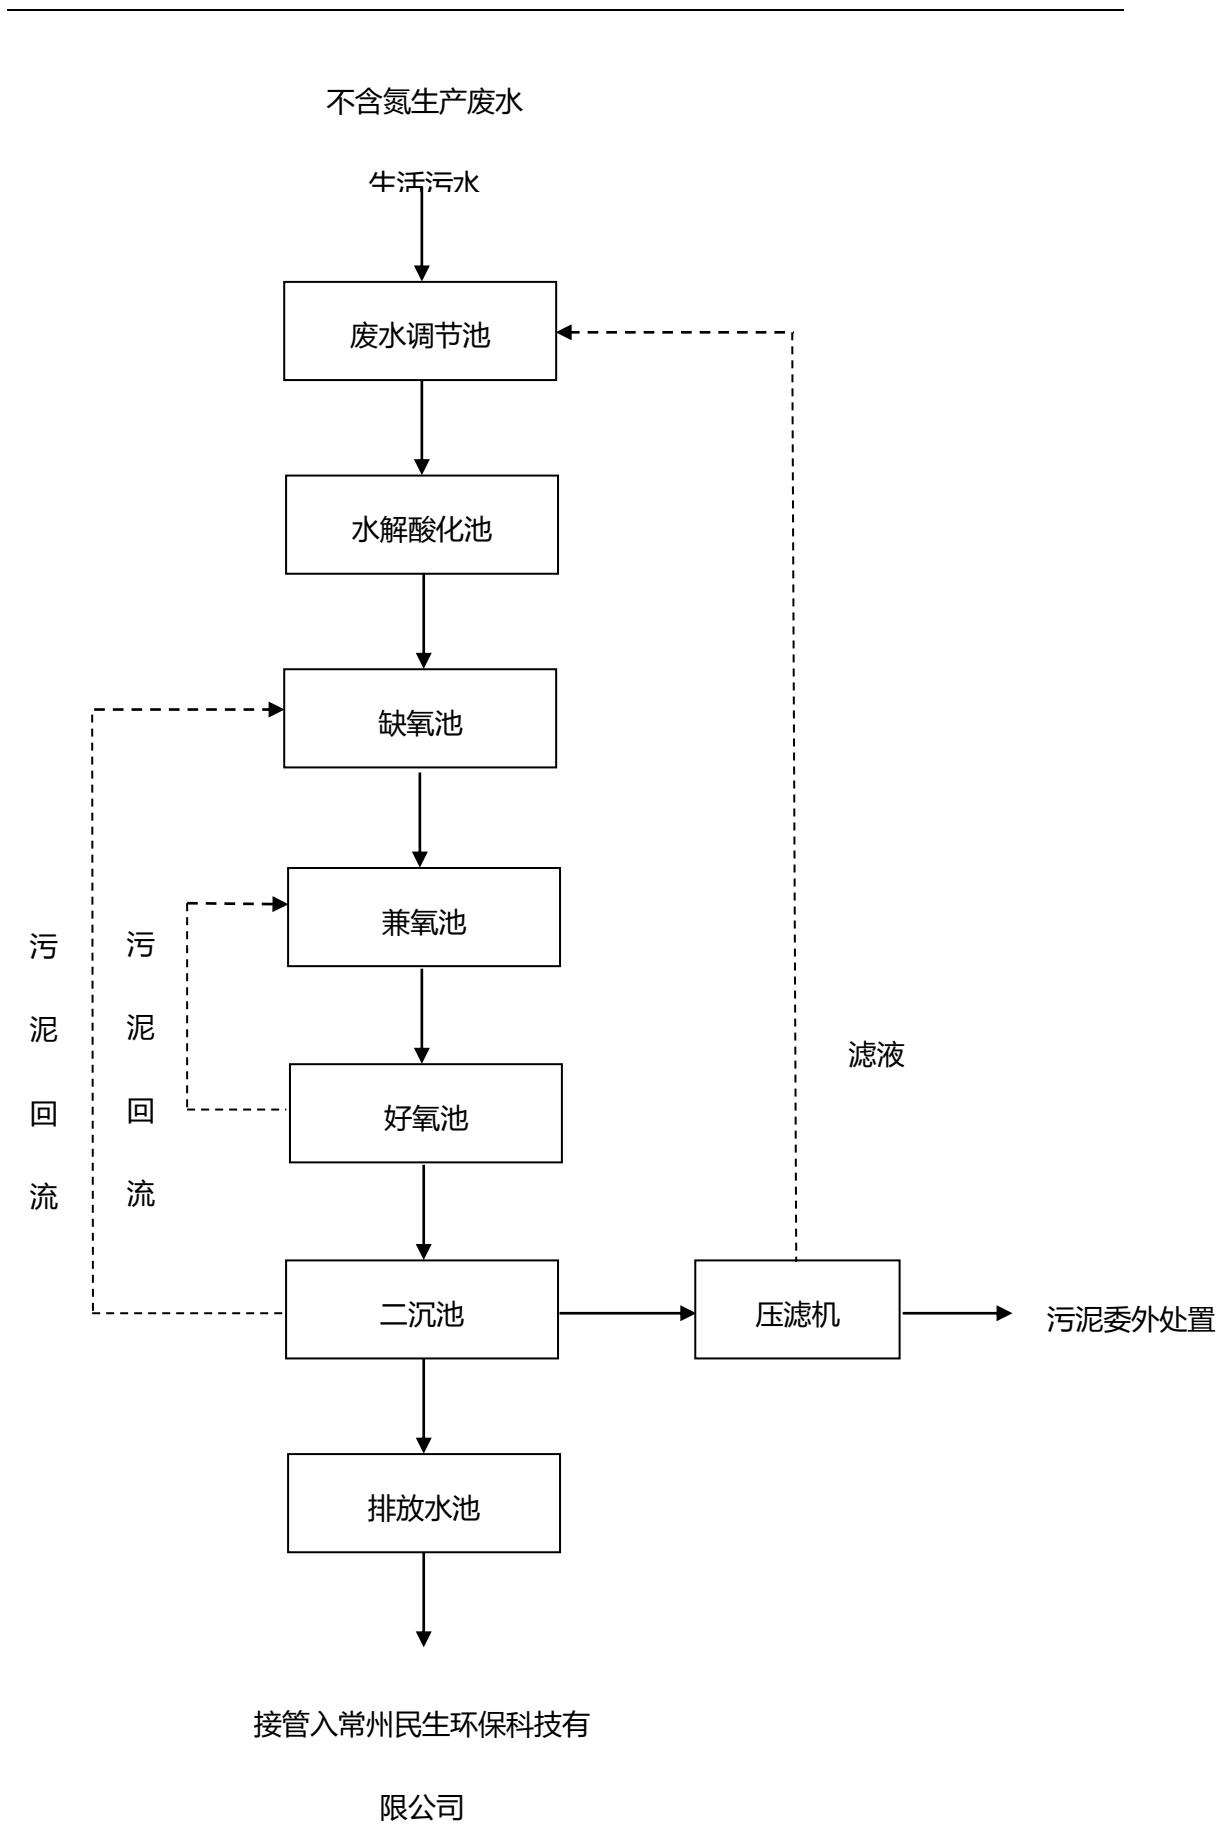 不含氮生产废水
生活污水
废水调节池
水解酸化池
缺氧池
兼氧池
污泥回流
污泥回流
滤液
好氧池
二沉池
压滤机
污泥委外处置
排放水池
接管入常州民生环保科技有
限公司